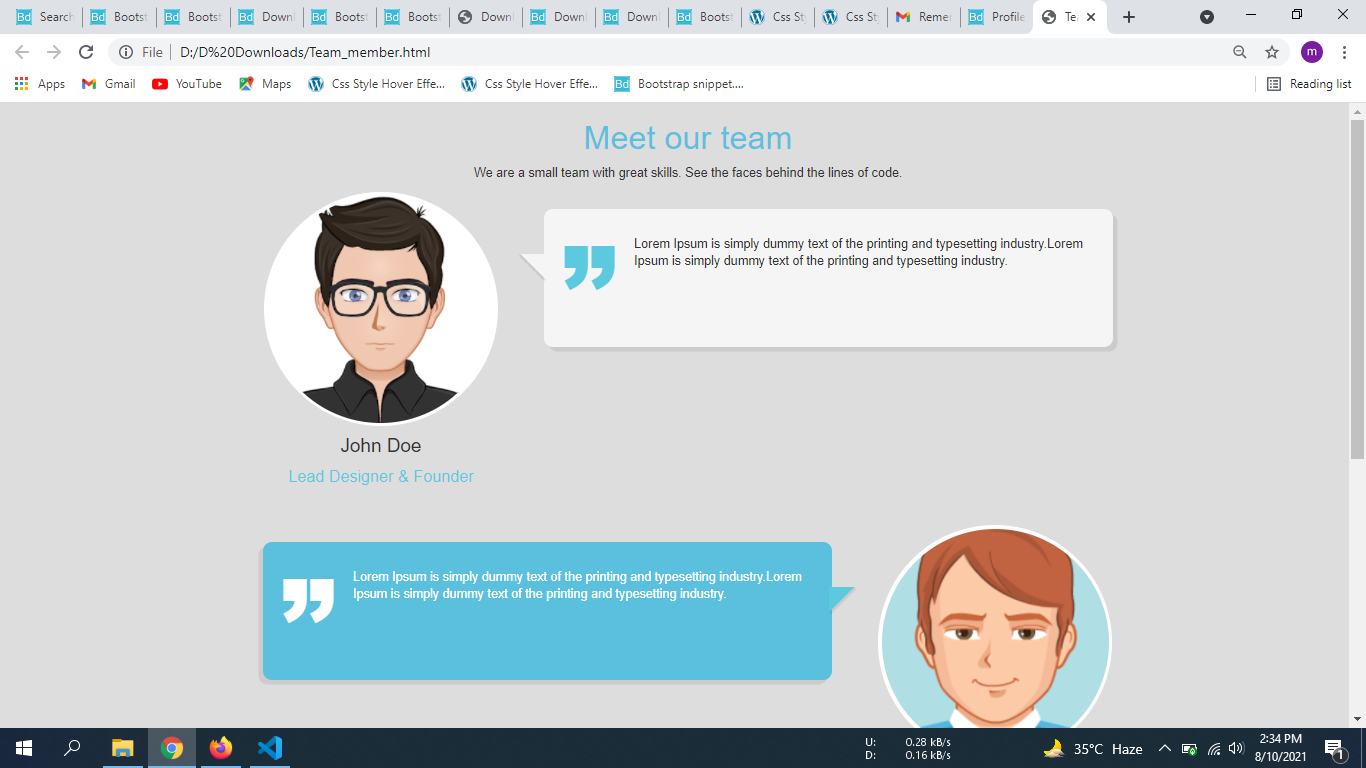 Bd Search
Bd Bootst
Bd Bootst
Bd Downl
Bd Bootst
Bd Bootst
Downl
Bd Downl
Bd Downl
Bd Bootst
Css Sty
Css Sty
Remem
Bd Profile
Tea
File D:/D%20Downloads/Team_member.html
m
Apps Gmail YouTube Maps Css Style Hover Effe... Css Style Hover Effe... Bd Bootstrap snippet.... Reading list
Meet our team
We are a small team with great skills. See the faces behind the lines of code.
Lorem Ipsum is simply dummy text of the printing and typesetting industry.Lorem
Ipsum is simply dummy text of the printing and typesetting industry.
John Doe
Lead Designer & Founder
Lorem Ipsum is simply dummy text of the printing and typesetting industry.Lorem
Ipsum is simply dummy text of the printing and typesetting industry.
U: 0.28 kB/s
D: 0.16 kB/s
35°C Haze
2:34 PM
8/10/2021
1